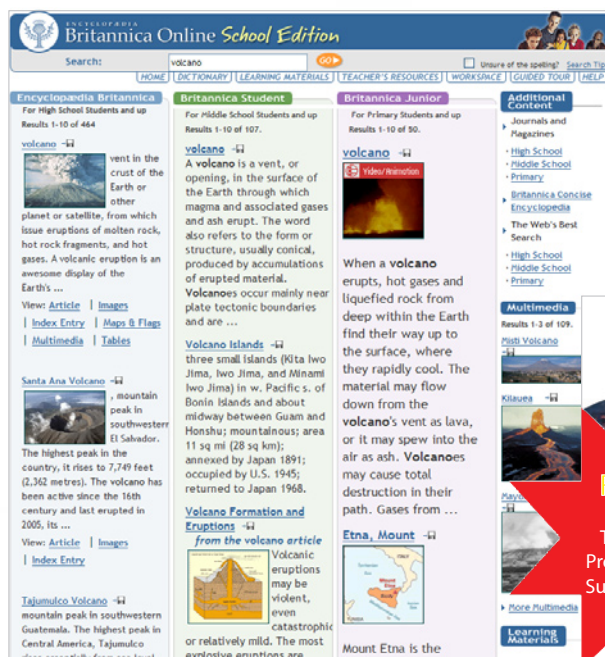 ENCYCLOPÆDIA
Britannica Online School Edition
Search:
volcano
GO
Unsure of the spelling? Search Tip
HOME
DICTIONARY
LEARNING MATERIALS
TEACHER'S RESOURCES
WORKSPACE
GUIDED TOUR
HELP
Encyclopædia Britannica
For High School Students and up
Results 1-10 of 464
volcano
vent in the
crust of the
Earth or
other
planet or satellite, from which
issue eruptions of molten rock,
hot rock fragments, and hot
gases. A volcanic eruption is an
awesome display of the
Earth's ...
View: Article | Images
| Index Entry | Maps & Flags
| Multimedia | Tables
Santa Ana Volcano
, mountain
peak in
southwestern
El Salvador.
The highest peak in the
country, it rises to 7,749 feet
(2,362 metres). The volcano has
been active since the 16th
century and last erupted in
2005, its ...
View: Article | Images
| Index Entry
Tajumulco Volcano
mountain peak in southwestern
Guatemala. The highest peak in
Central America, Tajumulco
Britannica Student
For Middle School Students and up
Results 1-10 of 107.
volcano
A volcano is a vent, or
opening, in the surface of
the Earth through which
magma and associated gases
and ash erupt. The word
also refers to the form or
structure, usually conical,
produced by accumulations
of erupted material.
Volcanoes occur mainly near
plate tectonic boundaries
and are ...
Volcano Islands
three small islands (Kita Iwo
Jima, Iwo Jima, and Minami
Iwo Jima) in w. Pacific s. of
Bonin Islands and about
midway between Guam and
Honshu; mountainous; area
11 sq mi (28 sq km);
annexed by Japan 1891;
occupied by U.S. 1945;
returned to Japan 1968.
Volcano Formation and
Eruptions
from the volcano article
Volcanic
eruptions
may be
violent,
even
catastrophic
or relatively mild. The most
explosive eruptions are
Britannica Junior
For Primary Students and up
Results 1-10 of 50.
volcano
Video/Animation
When a volcano
erupts, hot gases and
liquefied rock from
deep within the Earth
find their way up to
the surface, where
they rapidly cool. The
material may flow
down from the
volcano's vent as lava,
or it may spew into the
air as ash. Volcanoes
may cause total
destruction in their
path. Gases from ...
Etna, Mount
ITALY
Mount
Etna
Sicily
Mount Etna is the
Additional
Content
Journals and
Magazines
· High School
· Middle School
· Primary
Britannica Concise
Encyclopedia
The Web's Best
Search
· High School
· Middle School
· Primary
Multimedia
Results 1-3 of 109.
Misti Volcano
Kilauea
Mayo
More Multimedia
Learning
Materials
T
Pro
Su